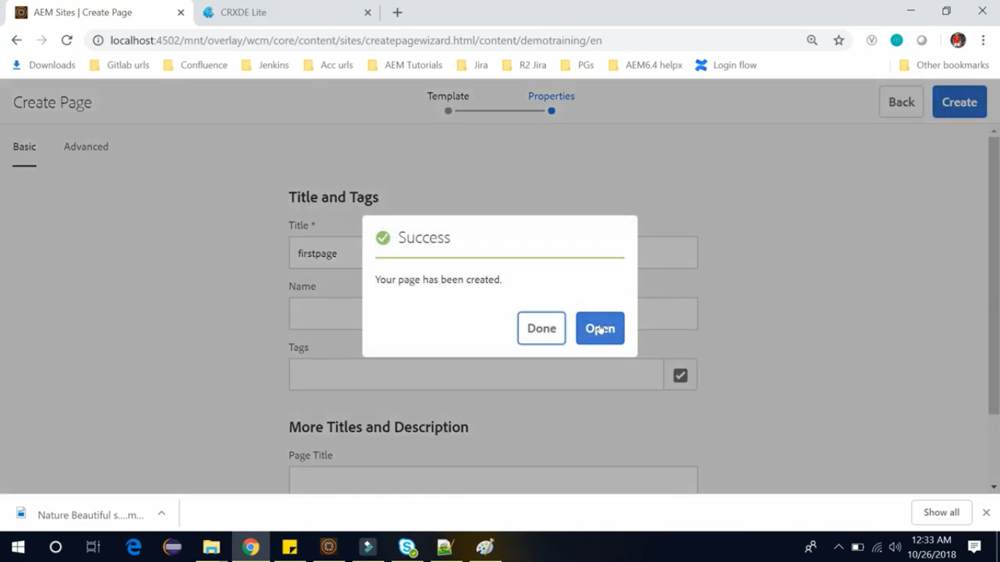 AEM Sites | Create Page
CRXDE Lite
localhost:4502/mnt/overlay/wcm/core/content/sites/createpagewizard.html/content/demotraining/en
Downloads Gitlab urls Confluence Jenkins Acc urls AEM Tutorials Jira R2 Jira PGs AEM6.4 helpx Login flow Other bookmarks
Create Page
Template Properties
Back Create
Basic Advanced
Title and Tags
Title *
firstpage
Success
Your page has been created.
Name
Done Open
Tags
More Titles and Description
Page Title
Nature Beautiful s....m...
Show all
12:33 AM
10/26/2018